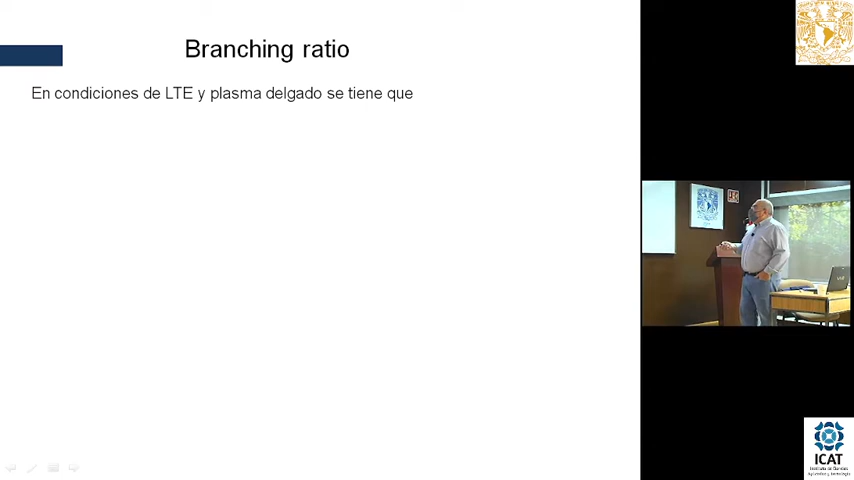 Branching ratio
En condiciones de LTE y plasma delgado se tiene que
ICAT